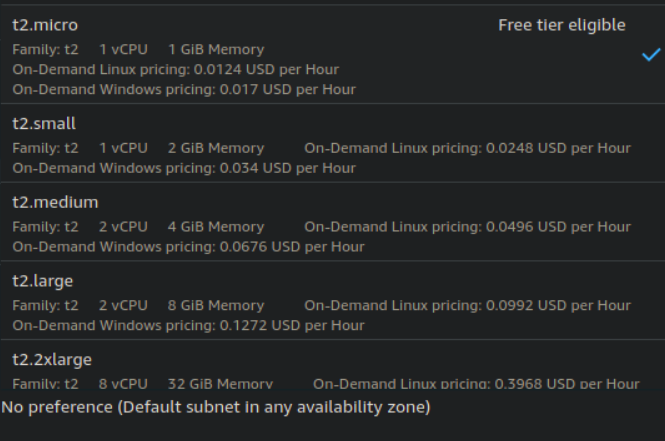 t2.micro Free tier eligible
Family: t2 1 vCPU 1 GiB Memory
On-Demand Linux pricing: 0.0124 USD per Hour
On-Demand Windows pricing: 0.017 USD per Hour
t2.small
Family: t2 1 vCPU 2 GiB Memory On-Demand Linux pricing: 0.0248 USD per Hour
On-Demand Windows pricing: 0.034 USD per Hour
t2.medium
Family: t2 2 vCPU 4 GiB Memory On-Demand Linux pricing: 0.0496 USD per Hour
On-Demand Windows pricing: 0.0676 USD per Hour
t2.large
Family: t2 2 vCPU 8 GiB Memory On-Demand Linux pricing: 0.0992 USD per Hour
On-Demand Windows pricing: 0.1272 USD per Hour
t2.2xlarge
Family: t2 8 vCPU 32 GiB Memory On-Demand Linux pricing: 0.3968 USD per Hour
No preference (Default subnet in any availability zone)